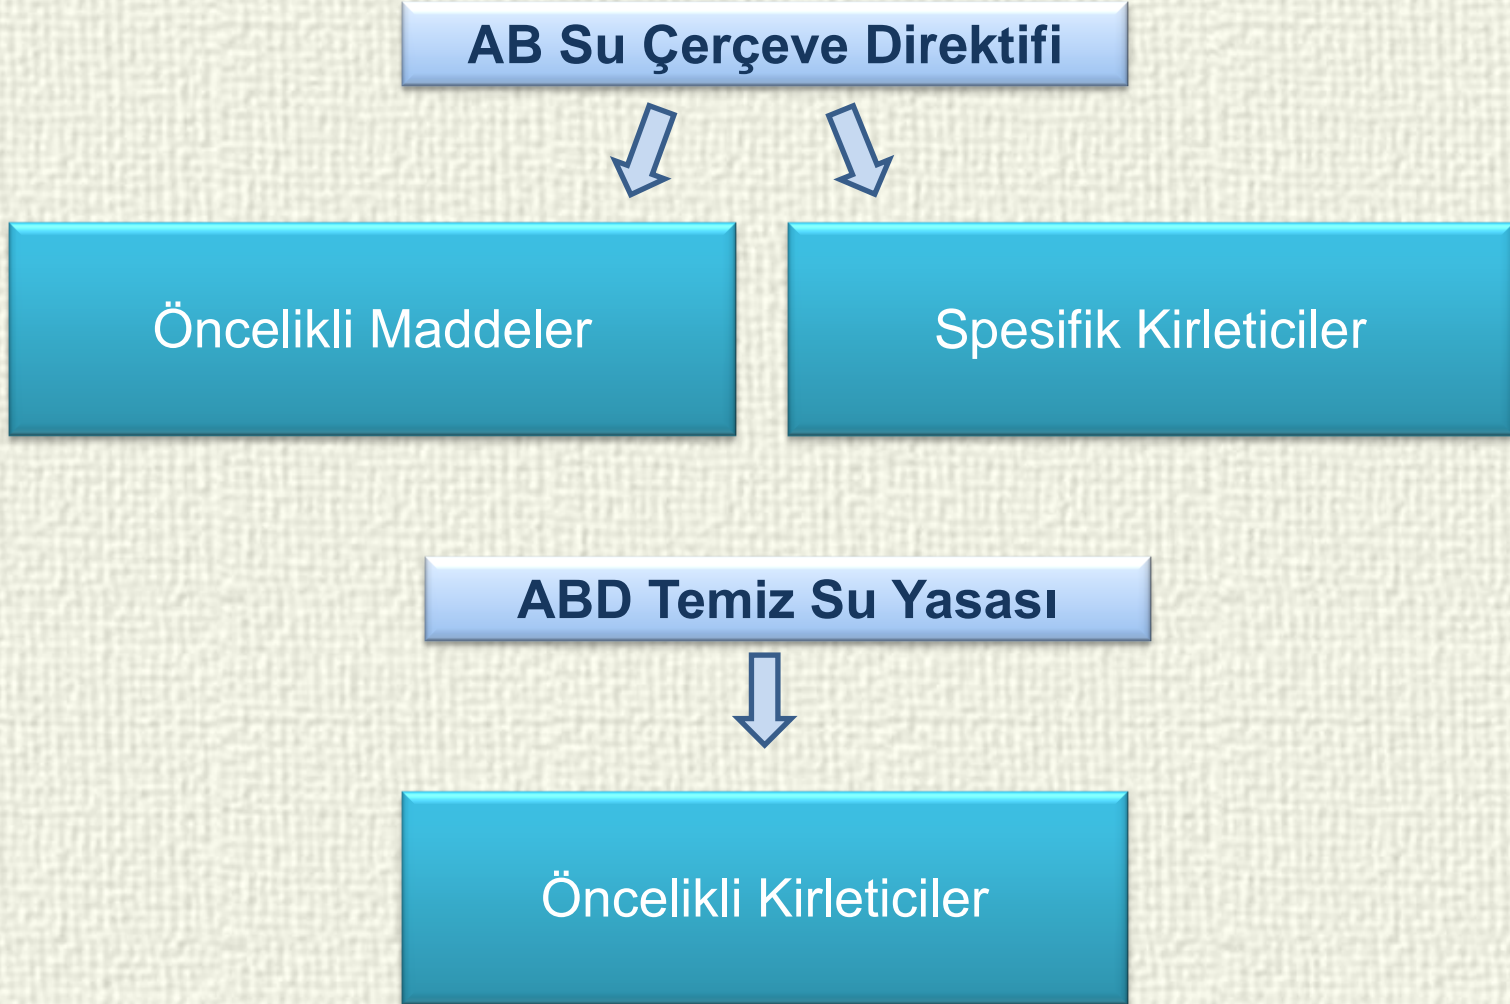 AB Su Çerçeve Direktifi
Öncelikli Maddeler
Spesifik Kirleticiler
ABD Temiz Su Yasası
Öncelikli Kirleticiler